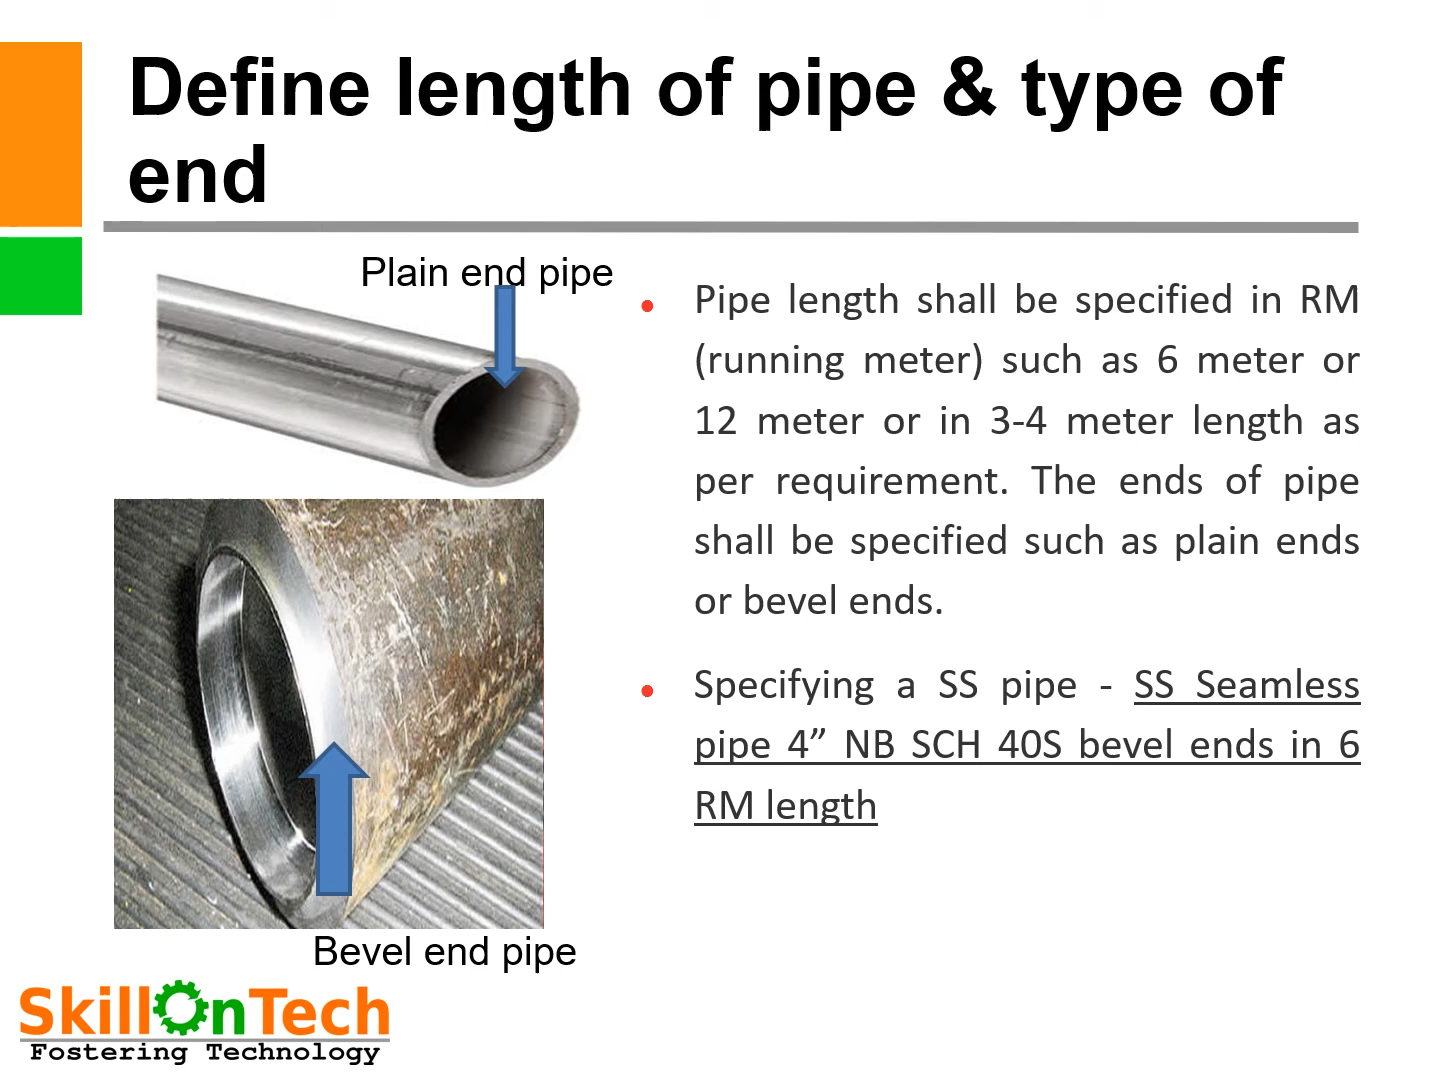 Define length of pipe & type of
end
Plain end pipe
Pipe length shall be specified in RM
(running meter) such as 6 meter or
12 meter or in 3-4 meter length as
per requirement. The ends of pipe
shall be specified such as plain ends
or bevel ends.
Specifying a SS pipe - SS Seamless
pipe 4” NB SCH 40S bevel ends in 6
RM length
Bevel end pipe
SkillOnTech
Fostering Technology